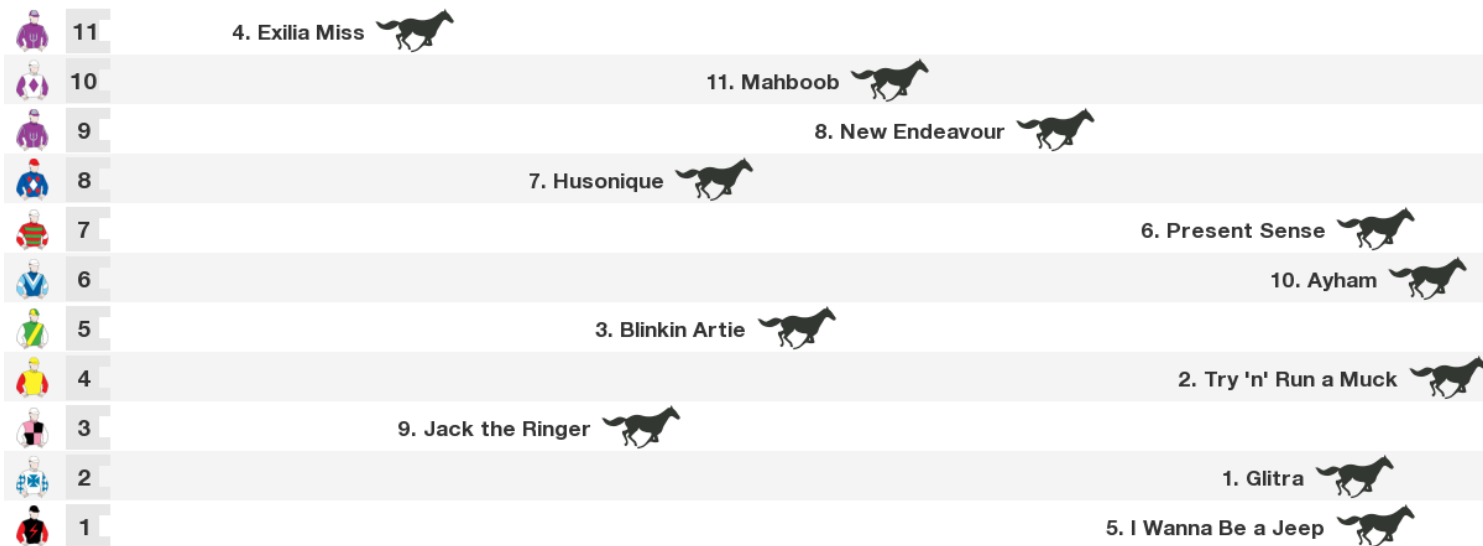 11 4. Exilia Miss
10 11. Mahboob
9 8. New Endeavour
8 7. Husonique
7 6. Present Sense
6 10. Ayham
5 3. Blinkin Artie
4 2. Try 'n' Run a Muck
3 9. Jack the Ringer
2 1. Glitra
1 5. I Wanna Be a Jeep